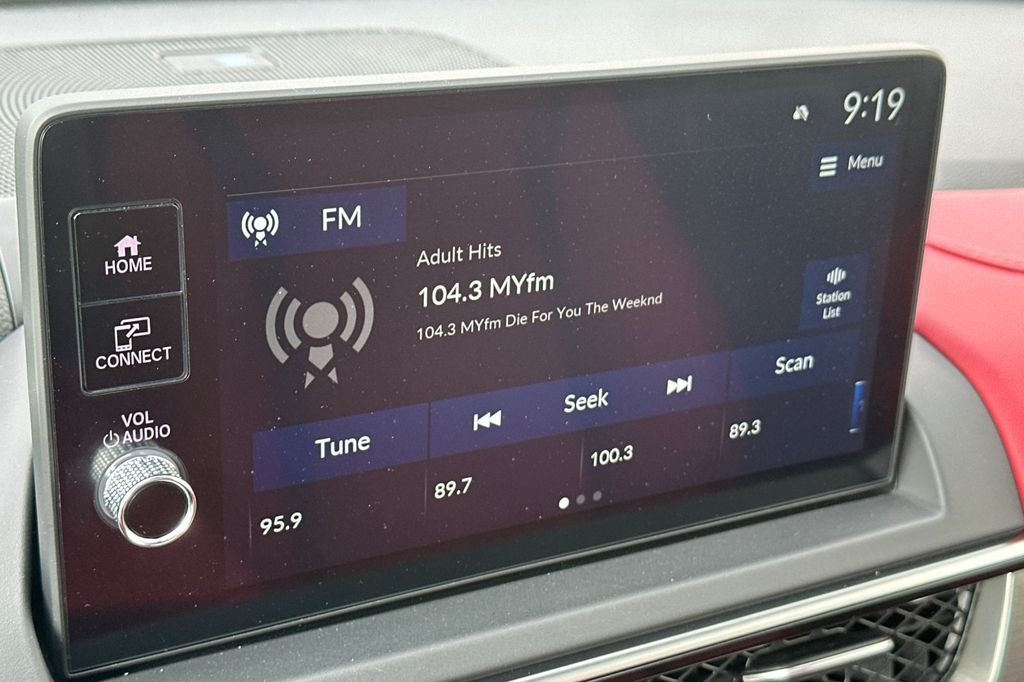 9:19
Menu
FM
HOME
Adult Hits
104.3 MYfm
104.3 MYfm Die For You The Weeknd
Station
List
CONNECT
Scan
Seek
Tune
VOL
AUDIO
89.3
100.3
89.7
95.9